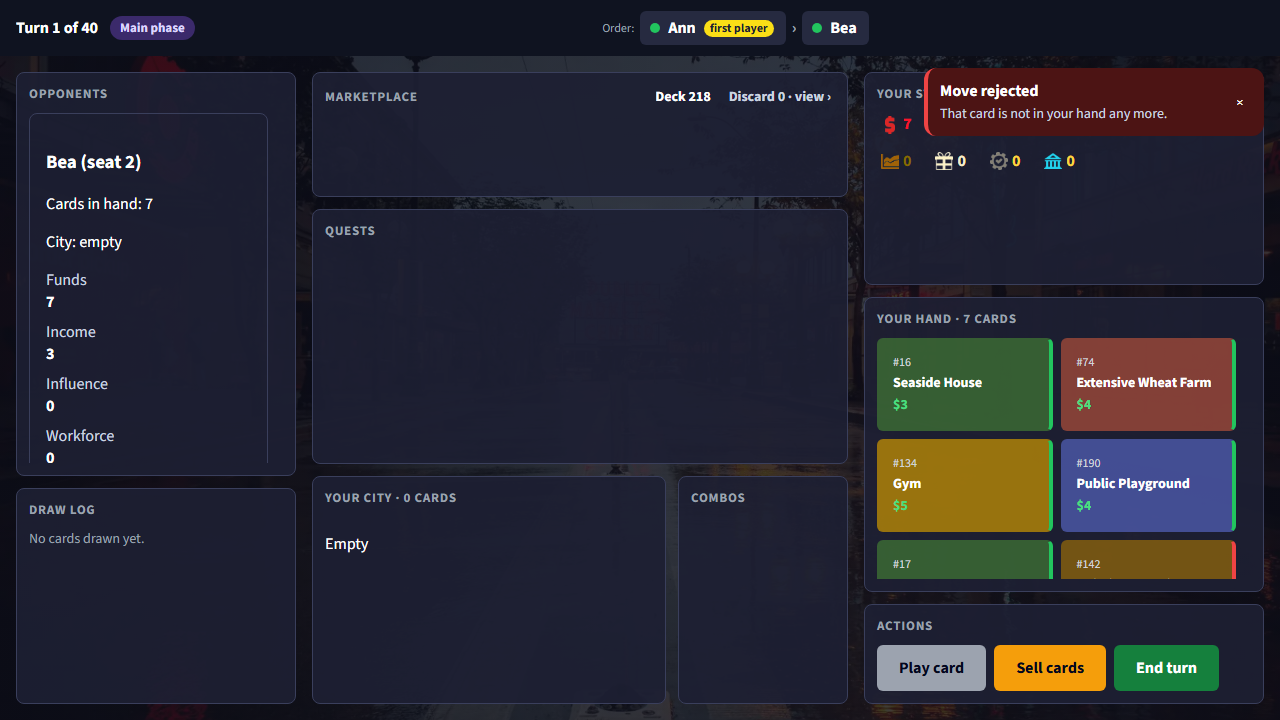 Turn 1 of 40
Main phase
Order:
Ann first player
›
Bea
OPPONENTS
Bea (seat 2)
Cards in hand: 7
City: empty
Funds
7
Income
3
Influence
0
Workforce
0
DRAW LOG
No cards drawn yet.
MARKETPLACE
Deck 218
Discard 0 · view ›
QUESTS
YOUR CITY · 0 CARDS
Empty
COMBOS
YOUR S
$ 7
0
0
0
0
Move rejected
That card is not in your hand any more.
×
YOUR HAND · 7 CARDS
#16
Seaside House
$3
#74
Extensive Wheat Farm
$4
#134
Gym
$5
#190
Public Playground
$4
#17
#142
ACTIONS
Play card
Sell cards
End turn